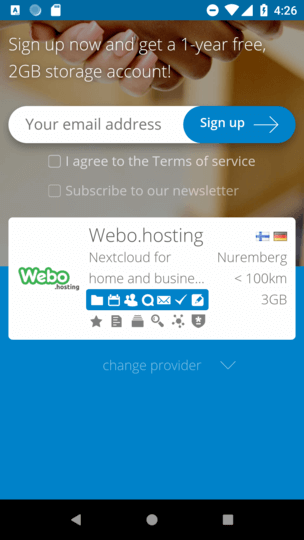 4:26
Sign up now and get a 1-year free,
2GB storage account!
Your email address
Sign up
I agree to the Terms of service
Subscribe to our newsletter
Webo.hosting
Nextcloud for
Nuremberg
home and busine...
< 100km
3GB
Webo
.hosting
change provider